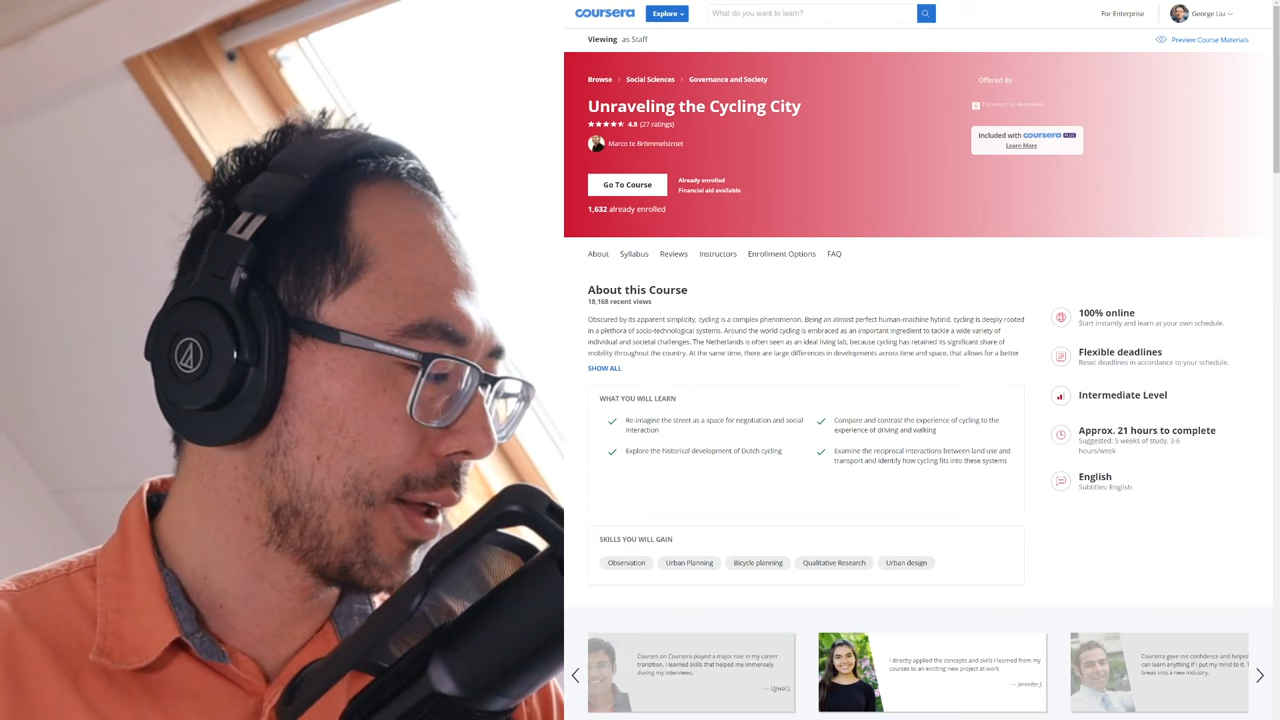 coursera
Explore
What do you want to learn?
For Enterprise
George Liu
Viewing as Staff
Preview Course Materials
Browse > Social Sciences > Governance and Society
Offered By
Unraveling the Cycling City
4.8 (27 ratings)
Included with coursera PLUS
Marco te Brömmelstroet
Learn More
Go To Course
Already enrolled
Financial aid available
1,632 already enrolled
About
Syllabus
Reviews
Instructors
Enrollment Options
FAQ
About this Course
18,168 recent views
Obscured by its apparent simplicity, cycling is a complex phenomenon. Being an almost perfect human-machine hybrid, cycling is deeply rooted
in a plethora of socio-technological systems. Around the world cycling is embraced as an important ingredient to tackle a wide variety of
individual and societal challenges. The Netherlands is often seen as an ideal living lab, because cycling has retained its significant share of
mobility throughout the country. At the same time, there are large differences in developments across time and space, that allows for a better
SHOW ALL
100% online
Start instantly and learn at your own schedule.
Flexible deadlines
Reset deadlines in accordance to your schedule.
Intermediate Level
Approx. 21 hours to complete
Suggested: 5 weeks of study, 3-6
hours/week
English
Subtitles: English
WHAT YOU WILL LEARN
Re-imagine the street as a space for negotiation and social
interaction
Compare and contrast the experience of cycling to the
experience of driving and walking
Explore the historical development of Dutch cycling
Examine the reciprocal interactions between land use and
transport and identify how cycling fits into these systems
SKILLS YOU WILL GAIN
Observation
Urban Planning
Bicycle planning
Qualitative Research
Urban design
Courses on Coursera played a major role in my career
transition. I learned skills that helped me immensely
during my interviews.
— Ujjwal J.
I directly applied the concepts and skills I learned from my
courses to an exciting new project at work.
— Jennifer J.
Coursera gave me confidence and helped
can learn anything if I put my mind to it.
break into a new industry.